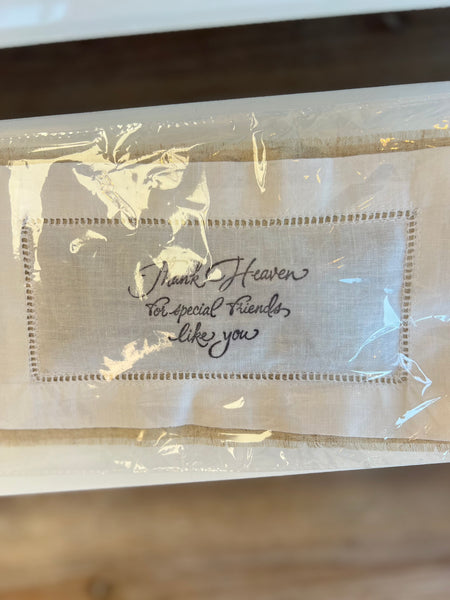 Thank Heaven
for special friends
like you